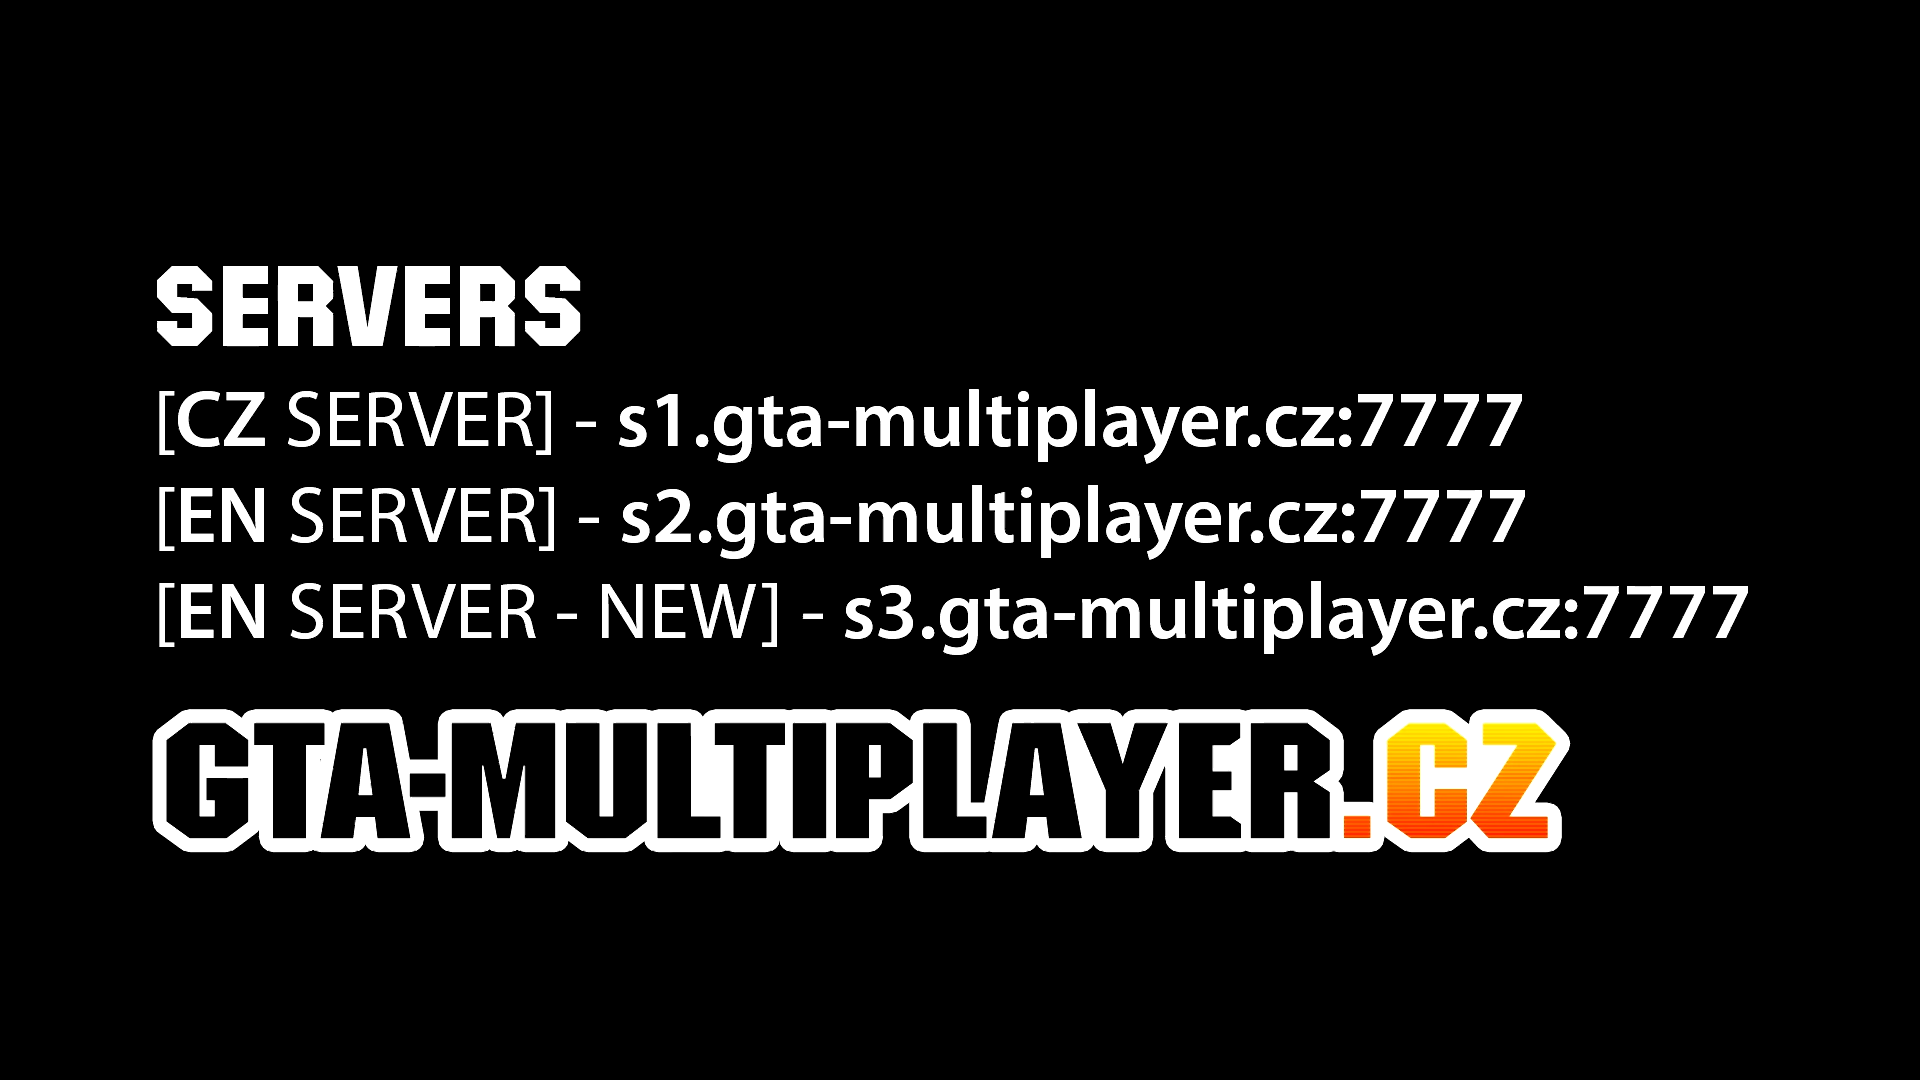 SERVERS
[CZ SERVER] - s1.gta-multiplayer.cz:7777
[EN SERVER] - s2.gta-multiplayer.cz:7777
[EN SERVER - NEW] - s3.gta-multiplayer.cz:7777
GTA-MULTIPLAYER.CZ